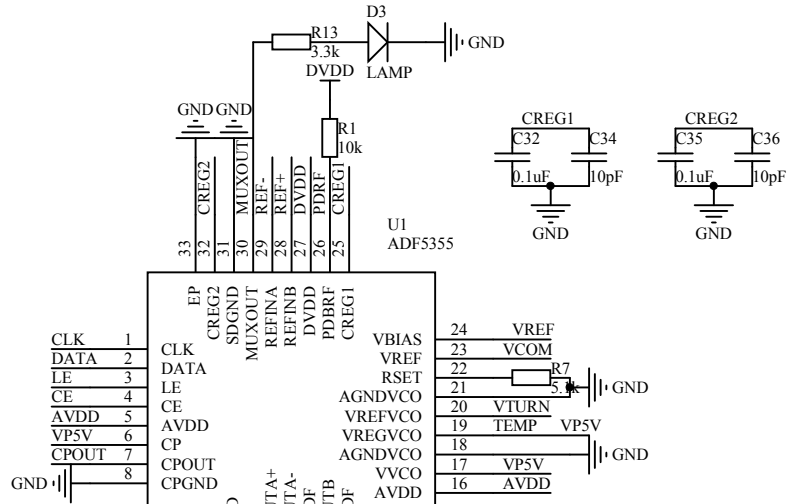 D3
R13
3.3k
GND
DVDD
LAMP
GND
GND
R1
10k
CREG1
C32
C34
0.1uF
10pF
GND
CREG2
C35
C36
0.1uF
10pF
GND
CREG2
MUXOUT
REF-
REF+
DVDD
PDRF
CREG1
33
32
31
30
29
28
27
26
25
U1
ADF5355
EP
CREG2
SDGND
MUXOUT
REFINA
REFINB
DVDD
PDBRF
CREG1
CLK 1 CLK
DATA 2 DATA
LE 3 LE
CE 4 CE
AVDD 5 AVDD
VP5V 6 CP
CPOUT 7 CPOUT
GND 8 CPGND
VBIAS 24 VREF
VREF 23 VCOM
RSET 22 R7
5.1k
GND
AGNDVCO 21
VREFVCO 20 VTURN
VREGVCO 19 TEMP VP5V
AGNDVCO 18 GND
VVCO 17 VP5V
AVDD 16 AVDD